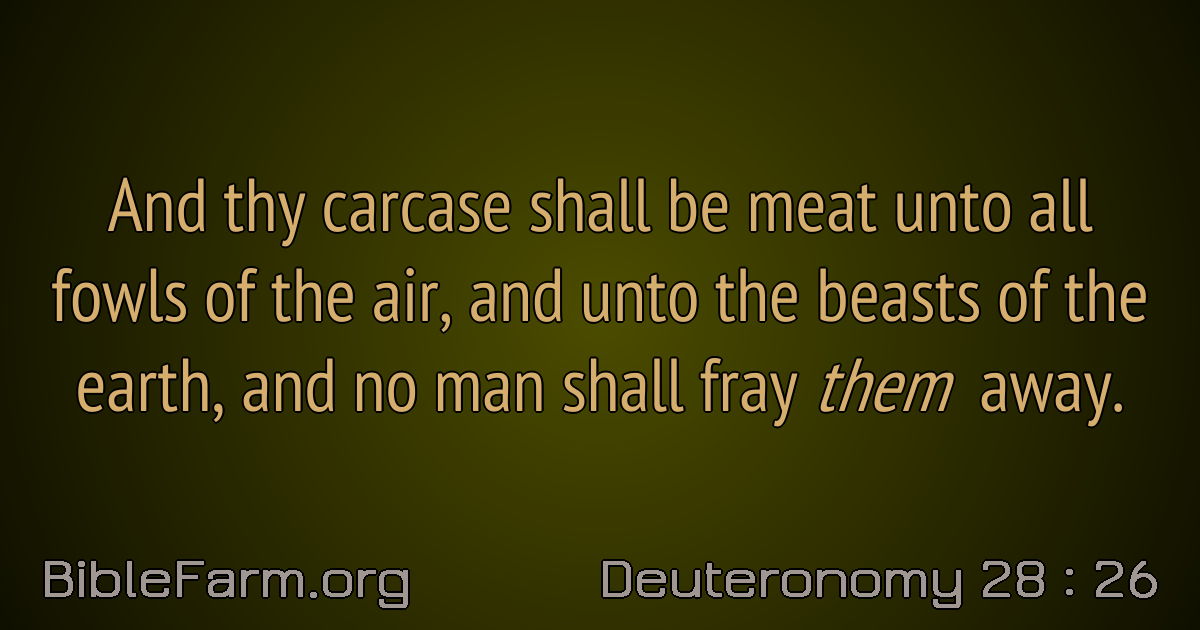 And thy carcase shall be meat unto all
fowls of the air, and unto the beasts of the
earth, and no man shall fray them away.
BibleFarm.org
Deuteronomy 28 : 26